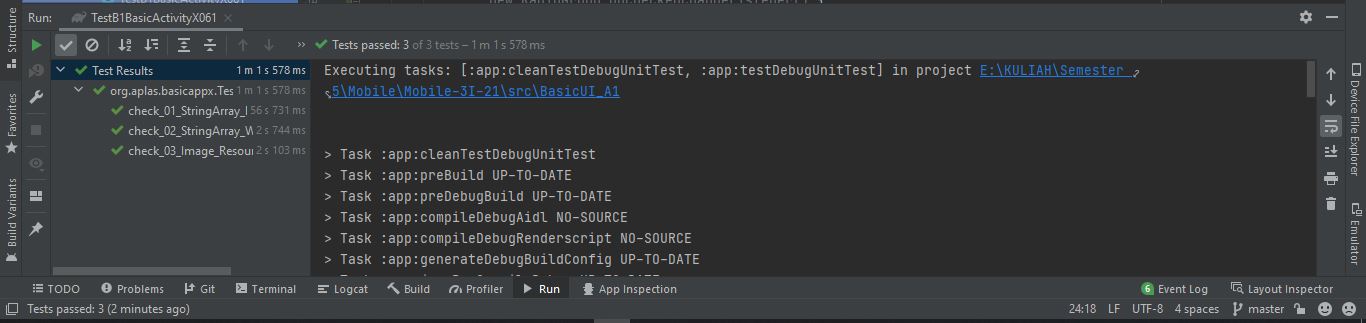 TestB1BasicActivityX061
Run: TestB1BasicActivityX061 ×
» Tests passed: 3 of 3 tests – 1 m 1 s 578 ms
Test Results 1 m 1 s 578 ms
org.aplas.basicappx.Tes 1 m 1 s 578 ms
check_01_StringArray_I 56 s 731 ms
check_02_StringArray_W 2 s 744 ms
check_03_Image_Resour 2 s 103 ms
Executing tasks: [:app:cleanTestDebugUnitTest, :app:testDebugUnitTest] in project E:\KULIAH\Semester
5\Mobile\Mobile-3I-21\src\BasicUI_A1
> Task :app:cleanTestDebugUnitTest
> Task :app:preBuild UP-TO-DATE
> Task :app:preDebugBuild UP-TO-DATE
> Task :app:compileDebugAidl NO-SOURCE
> Task :app:compileDebugRenderscript NO-SOURCE
> Task :app:generateDebugBuildConfig UP-TO-DATE
Structure
Favorites
Build Variants
Device File Explorer
Emulator
TODO Problems Git Terminal Logcat Build Profiler Run App Inspection 6 Event Log Layout Inspector
Tests passed: 3 (2 minutes ago) 24:18 LF UTF-8 4 spaces master